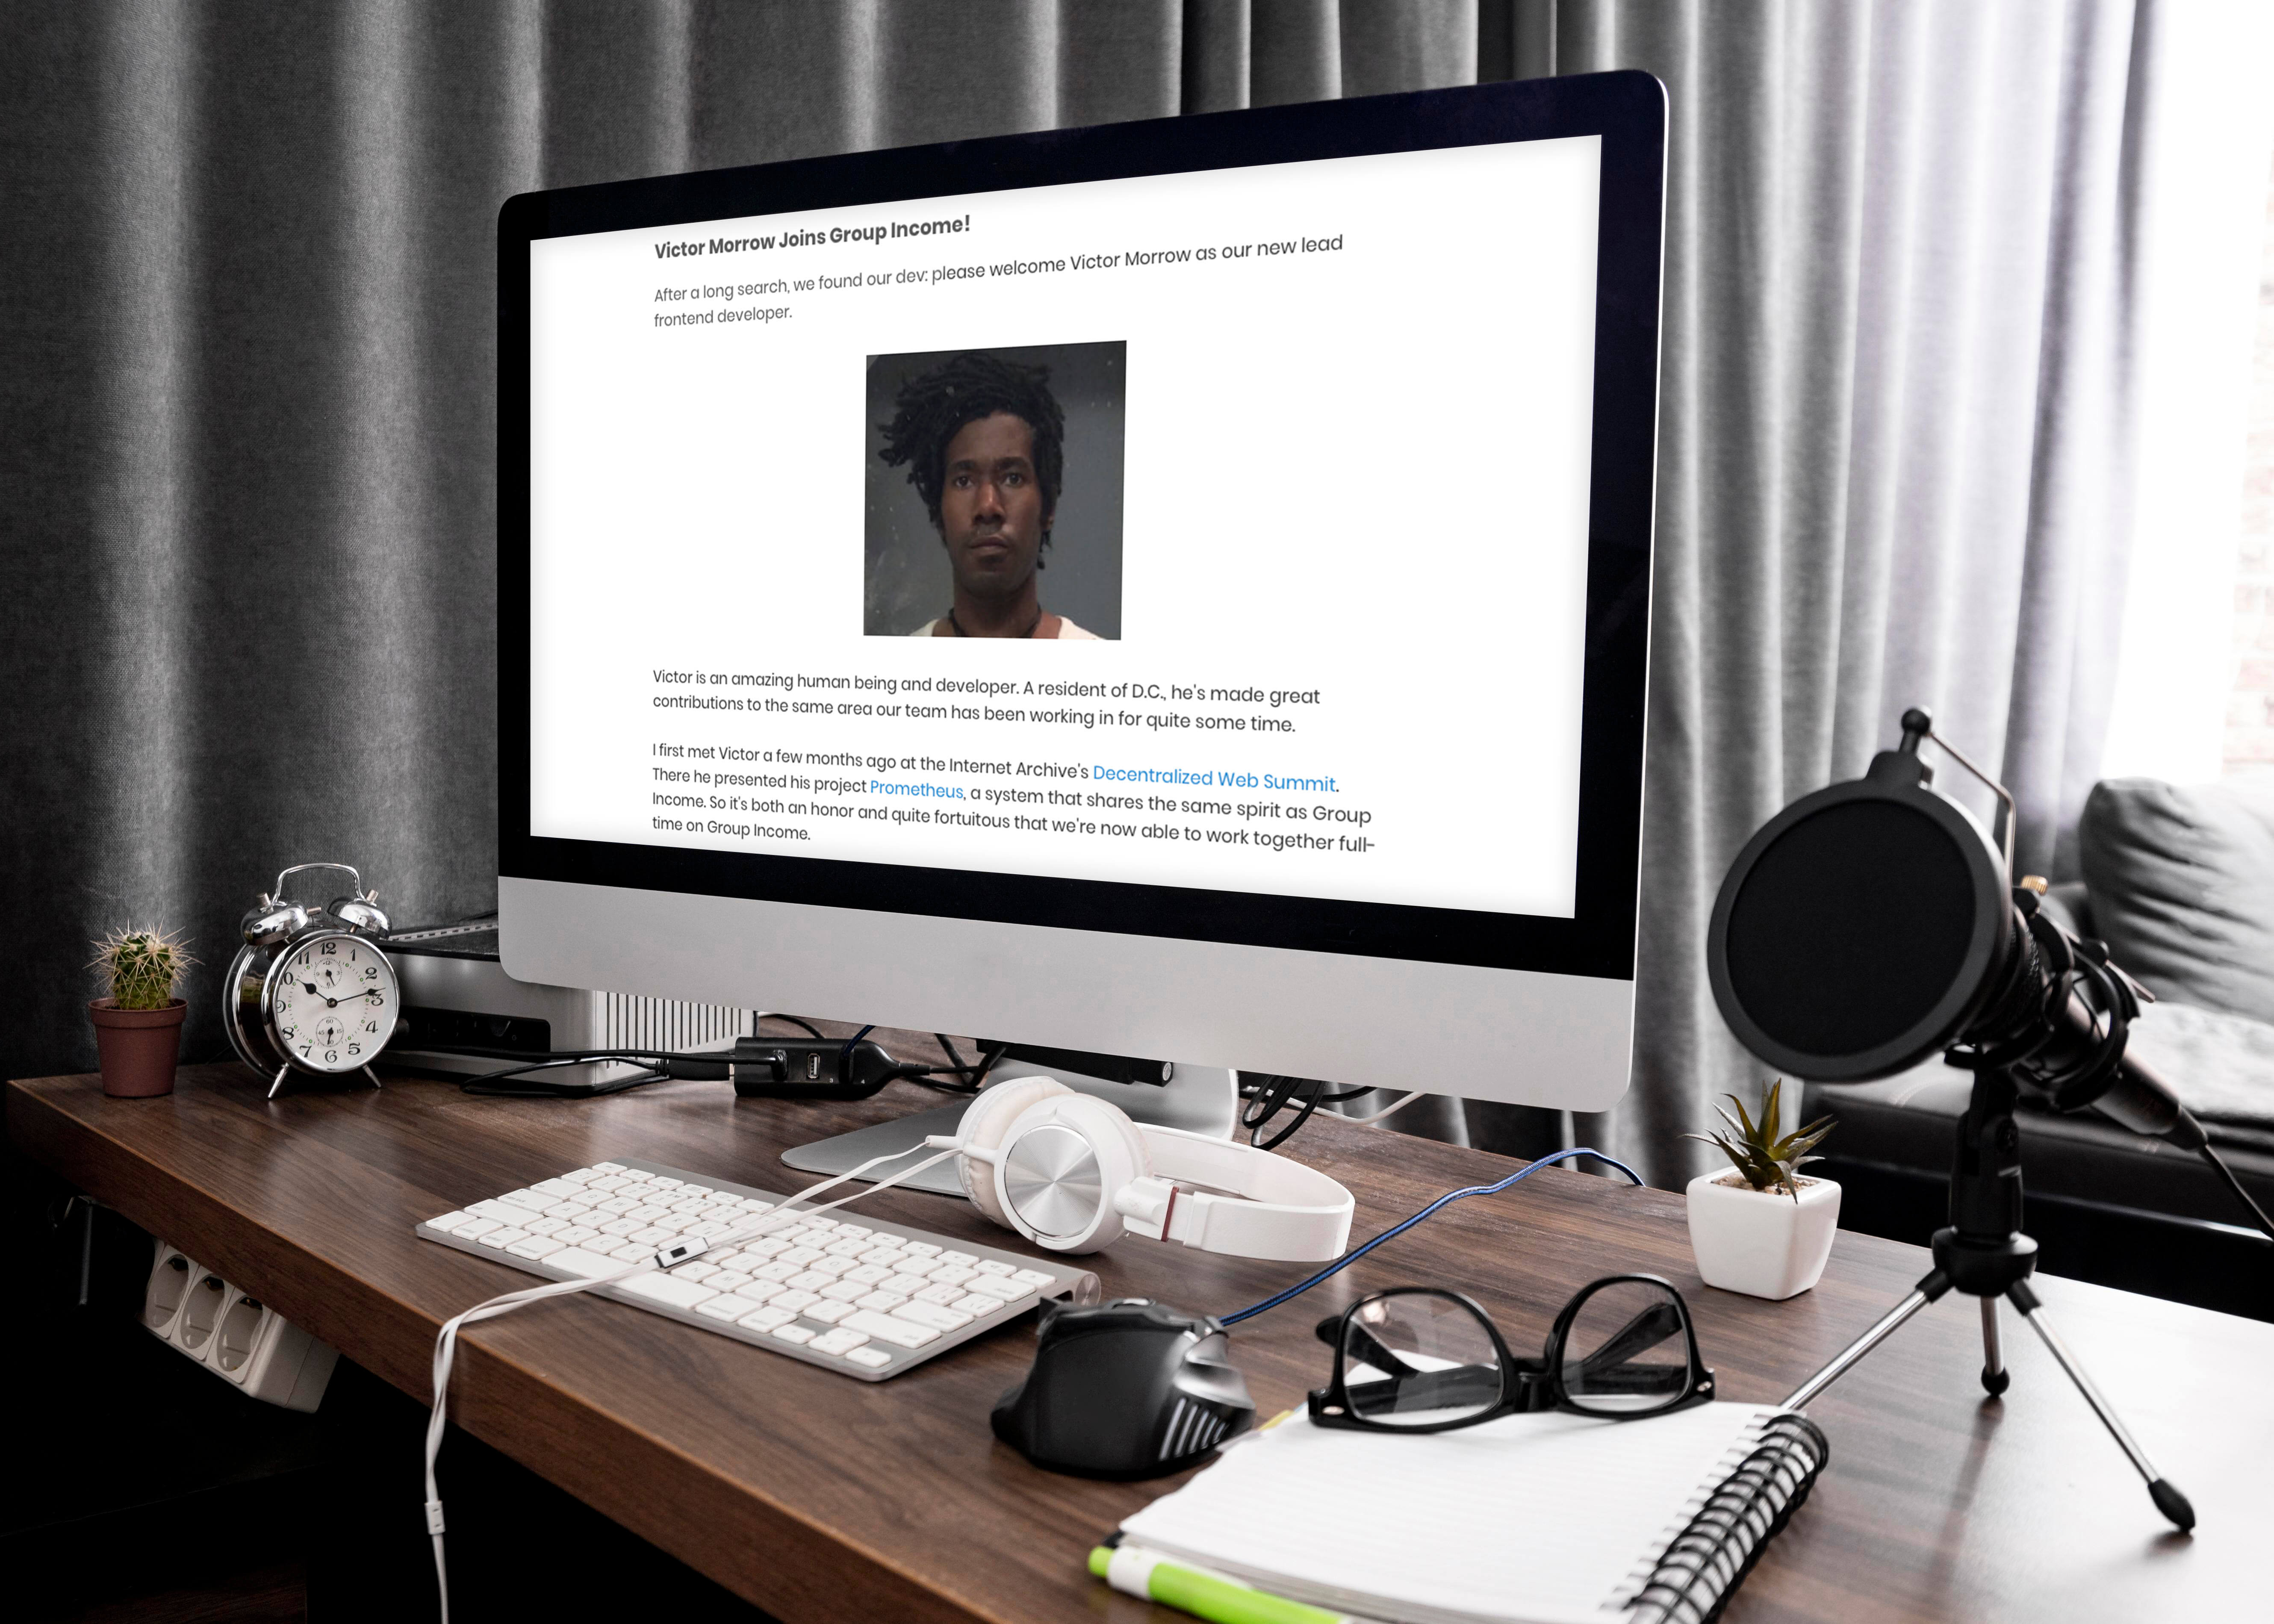 Victor Morrow Joins Group Income!
After a long search, we found our dev: please welcome Victor Morrow as our new lead
frontend developer.
Victor is an amazing human being and developer. A resident of D.C., he's made great
contributions to the same area our team has been working in for quite some time.
I first met Victor a few months ago at the Internet Archive's Decentralized Web Summit.
There he presented his project Prometheus, a system that shares the same spirit as Group
Income. So it's both an honor and quite fortuitous that we're now able to work together full-
time on Group Income.
12
1
2
3
4
5
6
7
8
9
10